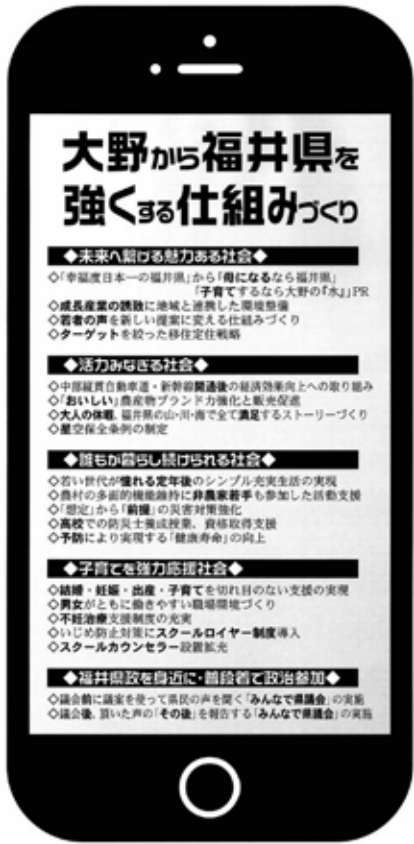 大野から福井県を
強くする仕組みづくり
◆未来へ繋げる魅力ある社会◆
◇「幸福度日本一の福井県」から「母になるなら福井県」
「子育てするなら大野の『水』」PR
◇成長産業の誘致に地域と連携した環境整備
◇若者の声を新しい提案に変える仕組みづくり
◇ターゲットを絞った移住定住戦略
◆活力みなぎる社会◆
◇中部縦貫自動車道・新幹線開通後の経済効果向上への取り組み
◇「おいしい」農産物ブランド力強化と販売促進
◇大人の休暇、福井県の山・川・海で全て満足するストーリーづくり
◇星空保全条例の制定
◆誰もが暮らし続けられる社会◆
◇若い世代が憧れる定年後のシンプル充実生活の実現
◇農村の多面的機能維持に非農家若手も参加した活動支援
◇「想定」から「前提」の災害対策強化
◇高校での防災士養成授業、資格取得支援
◇予防により実現する「健康寿命」の向上
◆子育てを強力応援社会◆
◇結婚・妊娠・出産・子育てを切れ目のない支援の実現
◇男女がともに働きやすい職場環境づくり
◇不妊治療支援制度の充実
◇いじめ防止対策にスクールロイヤー制度導入
◇スクールカウンセラー設置拡充
◆福井県政を身近に・普段着で政治参加◆
◇議会前に議案を使って県民の声を聞く「みんなで県議会」の実施
◇議会後、頂いた声の「その後」を報告する「みんなで県議会」の実施